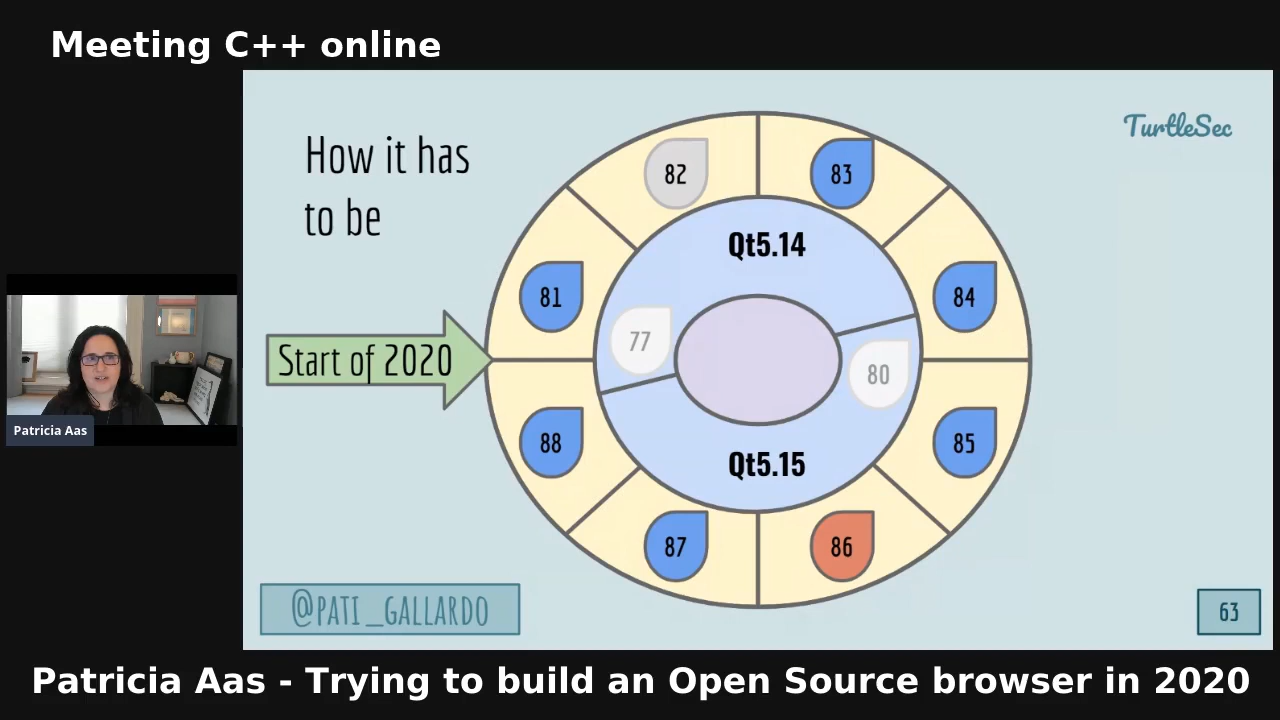 Meeting C++ online
TurtleSec
How it has
to be
82
83
81
84
Qt5.14
77
80
Start of 2020
88
85
Qt5.15
87
86
Patricia Aas
@PATI_GALLARDO
63
Patricia Aas - Trying to build an Open Source browser in 2020